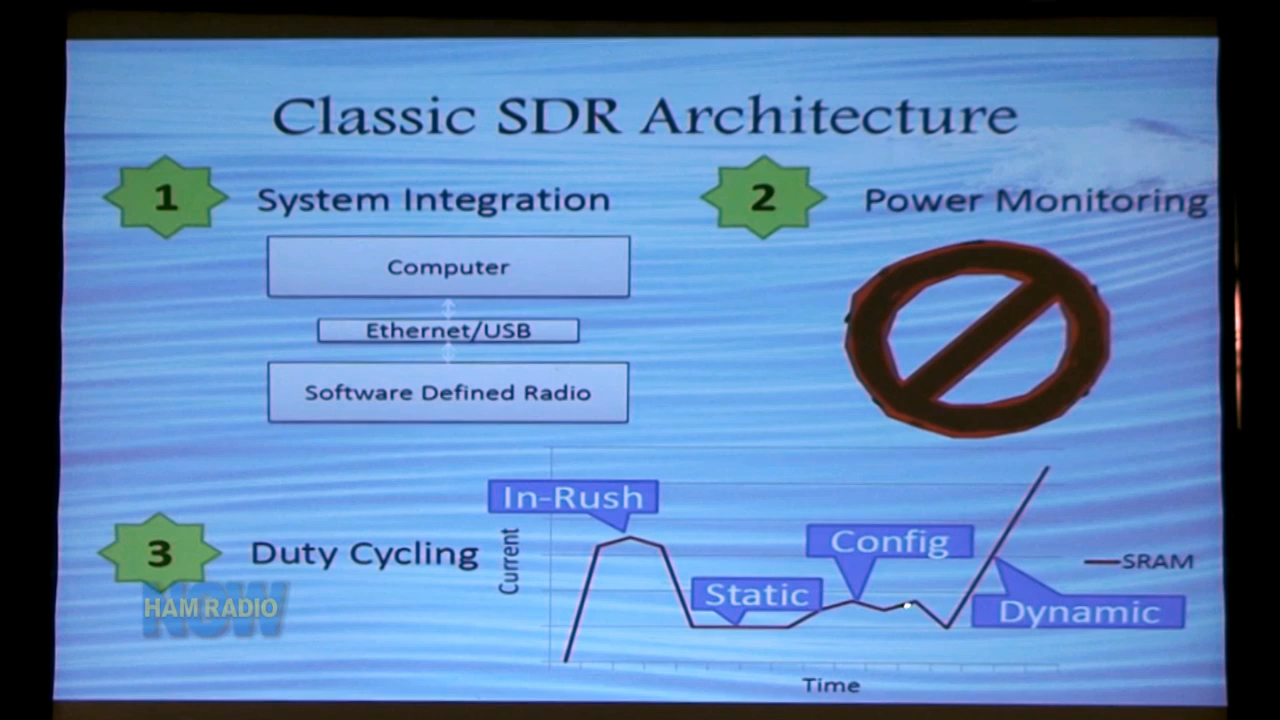 Classic SDR Architecture
1
System Integration
Computer
Ethernet/USB
Software Defined Radio
2
Power Monitoring
3
Duty Cycling
Current
In-Rush
Static
Config
Dynamic
SRAM
Time
HAM RADIO
NOW